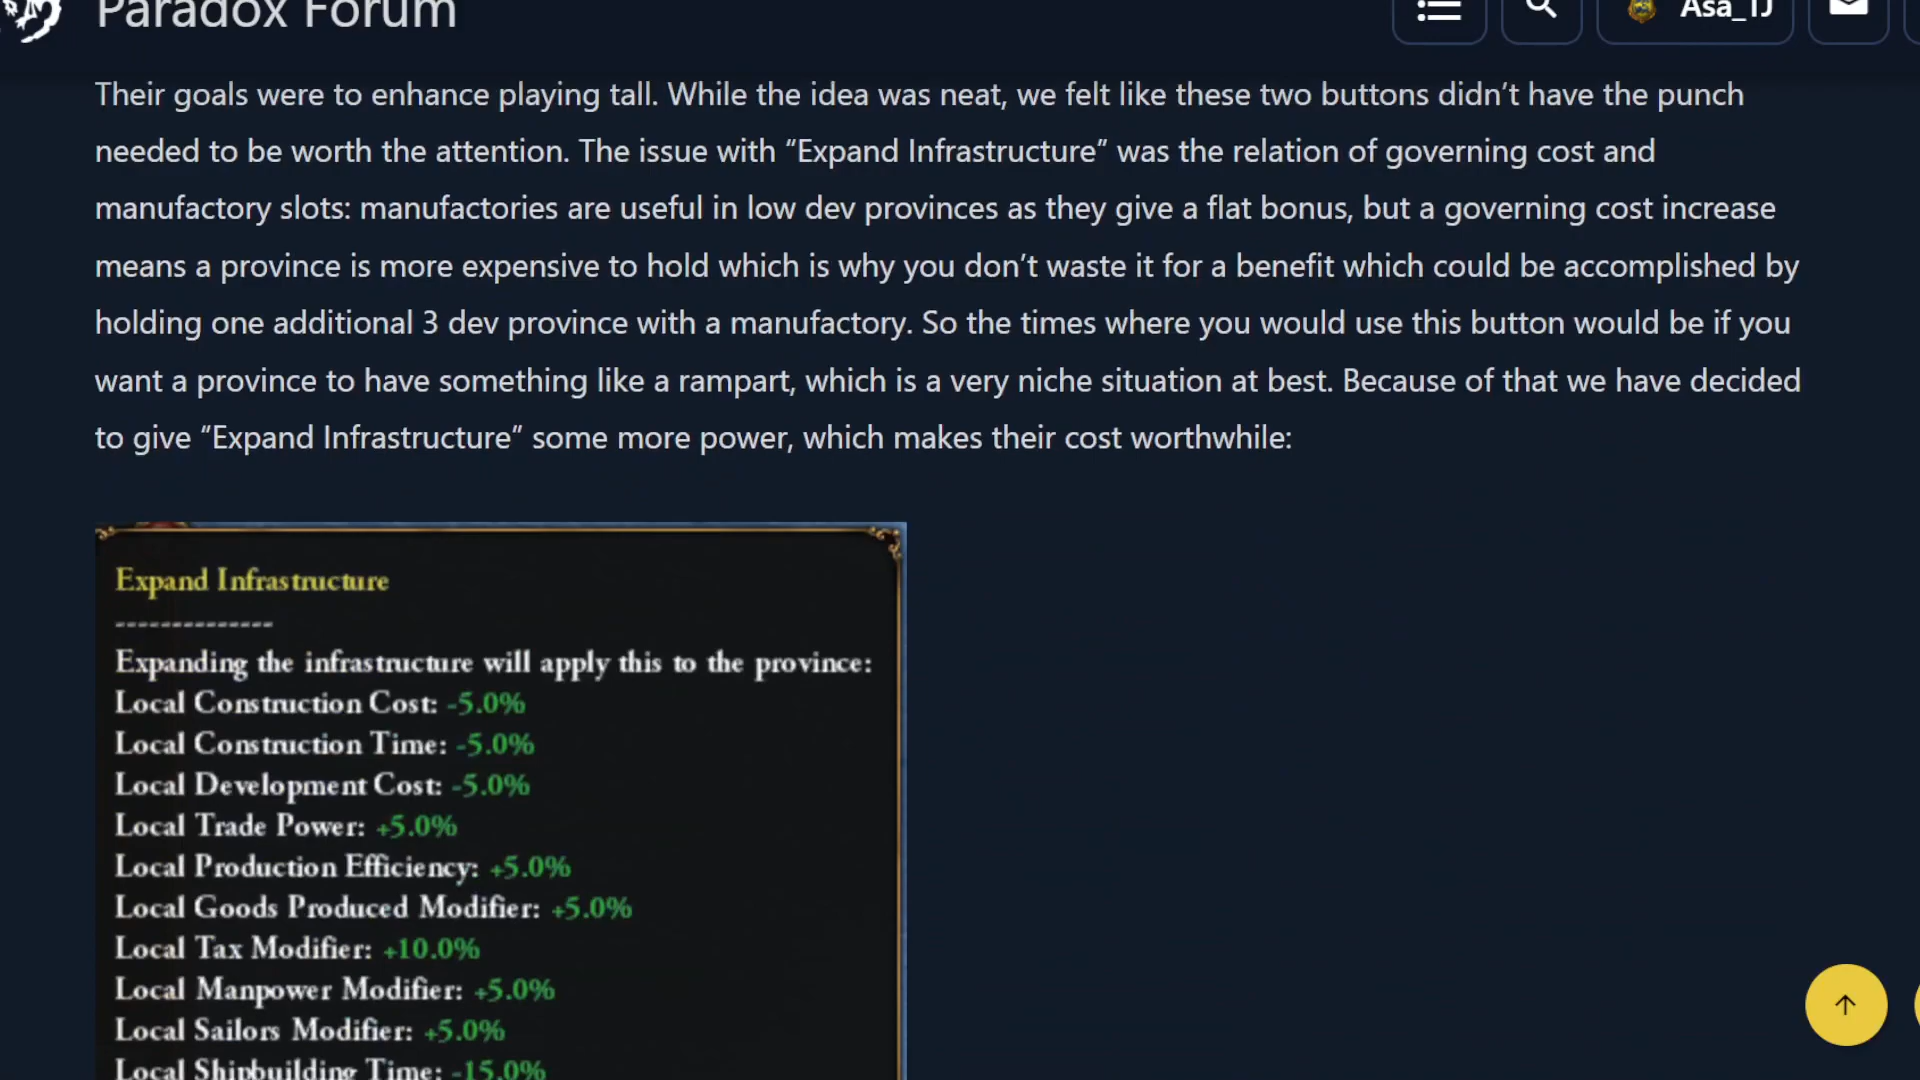 Paradox Forum
Asa_TJ
Their goals were to enhance playing tall. While the idea was neat, we felt like these two buttons didn’t have the punch
needed to be worth the attention. The issue with “Expand Infrastructure” was the relation of governing cost and
manufactory slots: manufactories are useful in low dev provinces as they give a flat bonus, but a governing cost increase
means a province is more expensive to hold which is why you don’t waste it for a benefit which could be accomplished by
holding one additional 3 dev province with a manufactory. So the times where you would use this button would be if you
want a province to have something like a rampart, which is a very niche situation at best. Because of that we have decided
to give “Expand Infrastructure” some more power, which makes their cost worthwhile:
Expand Infrastructure
--------------
Expanding the infrastructure will apply this to the province:
Local Construction Cost: -5.0%
Local Construction Time: -5.0%
Local Development Cost: -5.0%
Local Trade Power: +5.0%
Local Production Efficiency: +5.0%
Local Goods Produced Modifier: +5.0%
Local Tax Modifier: +10.0%
Local Manpower Modifier: +5.0%
Local Sailors Modifier: +5.0%
Local Shipbuilding Time: -15.0%